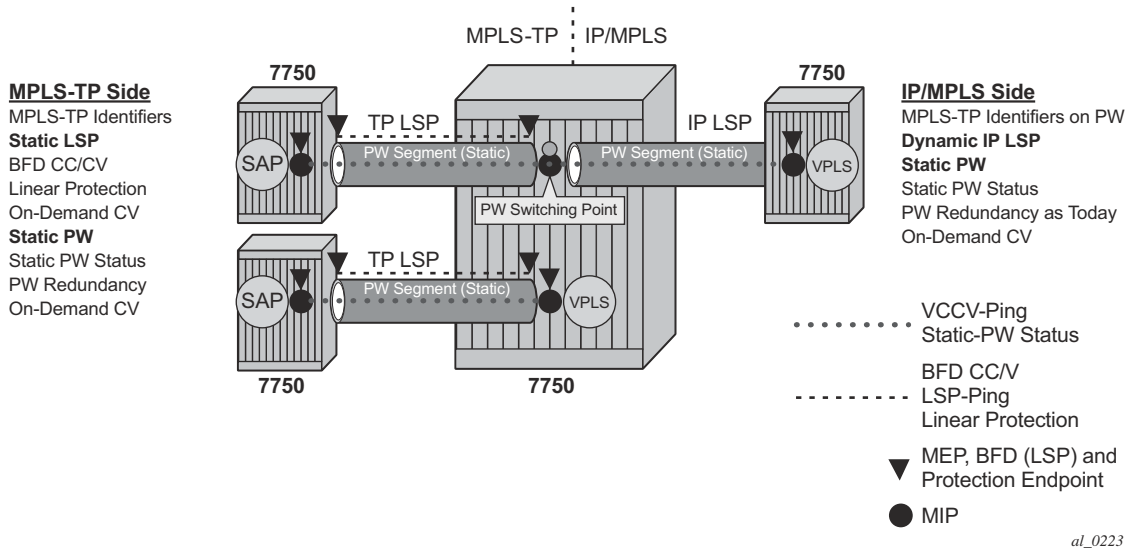 MPLS-TP IP/MPLS
7750
7750
MPLS-TP Side
MPLS-TP Identifiers
Static LSP
BFD CC/CV
Linear Protection
On-Demand CV
Static PW
Static PW Status
PW Redundancy
On-Demand CV
TP LSP
IP LSP
SAP
PW Segment (Static)
PW Segment (Static)
VPLS
PW Switching Point
TP LSP
SAP
PW Segment (Static)
VPLS
7750
7750
IP/MPLS Side
MPLS-TP Identifiers on PW
Dynamic IP LSP
Static PW
Static PW Status
PW Redundancy as Today
On-Demand CV
VCCV-Ping
Static-PW Status
BFD CC/V
LSP-Ping
Linear Protection
MEP, BFD (LSP) and
Protection Endpoint
MIP
al_0223